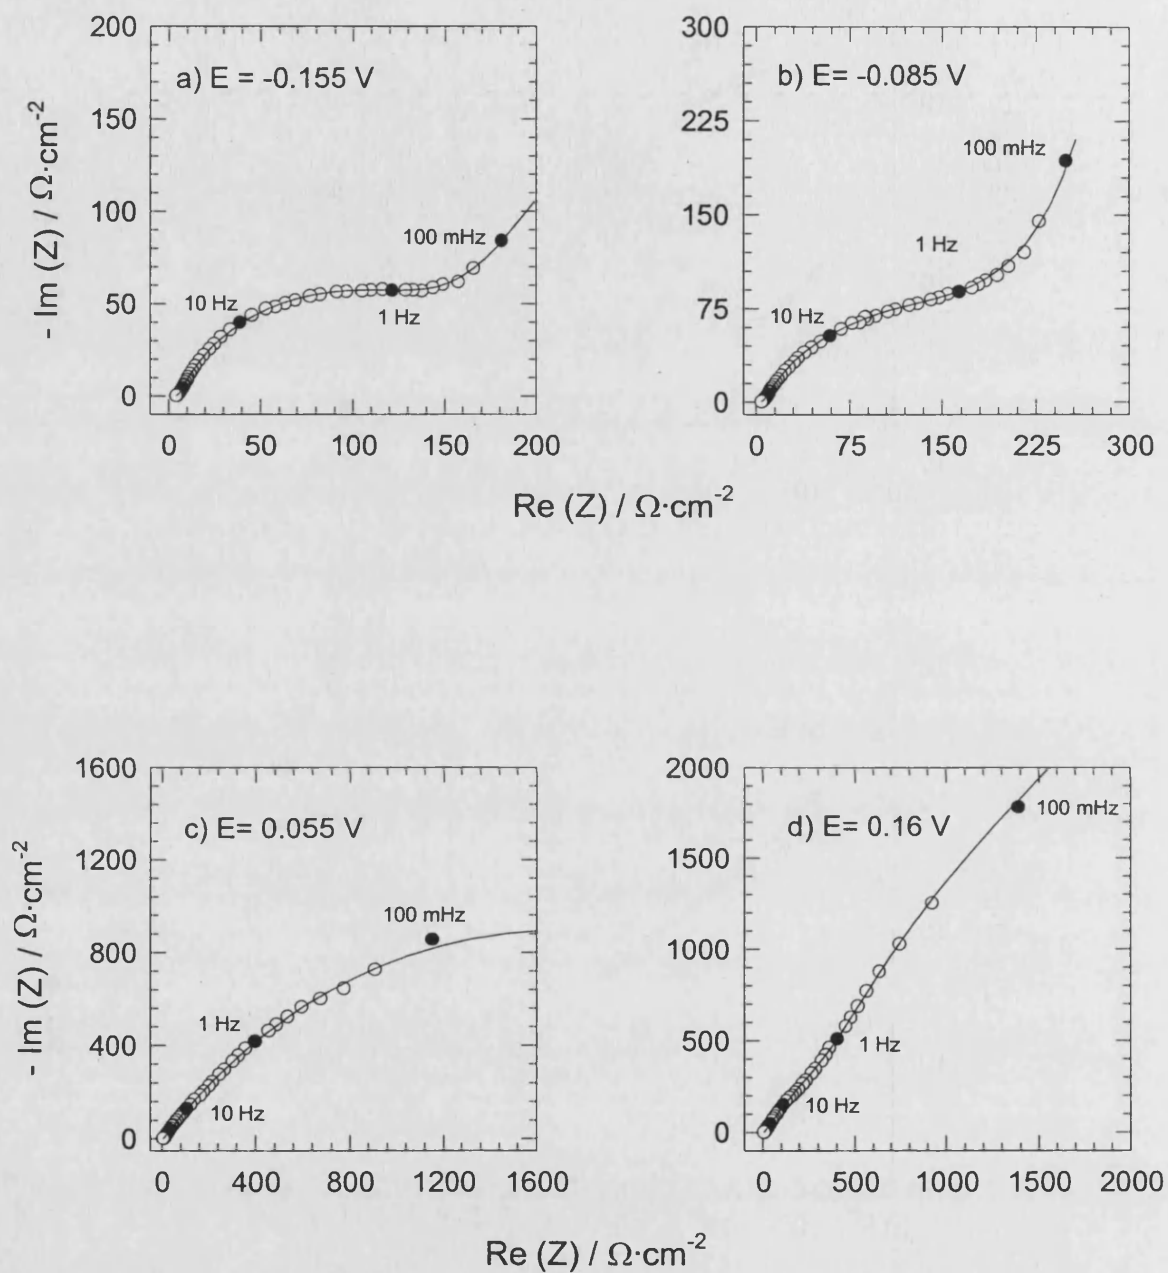 a) E = -0.155 V
200
150
100
50
0
- Im (Z) / Ω·cm-2
100 mHz
10 Hz
1 Hz
0 50 100 150 200
b) E= -0.085 V
300
225
150
75
0
100 mHz
1 Hz
10 Hz
0 75 150 225 300
Re (Z) / Ω·cm-2
c) E= 0.055 V
1600
1200
800
400
0
- Im (Z) / Ω·cm-2
100 mHz
1 Hz
10 Hz
0 400 800 1200 1600
d) E= 0.16 V
2000
1500
1000
500
0
100 mHz
1 Hz
10 Hz
0 500 1000 1500 2000
Re (Z) / Ω·cm-2